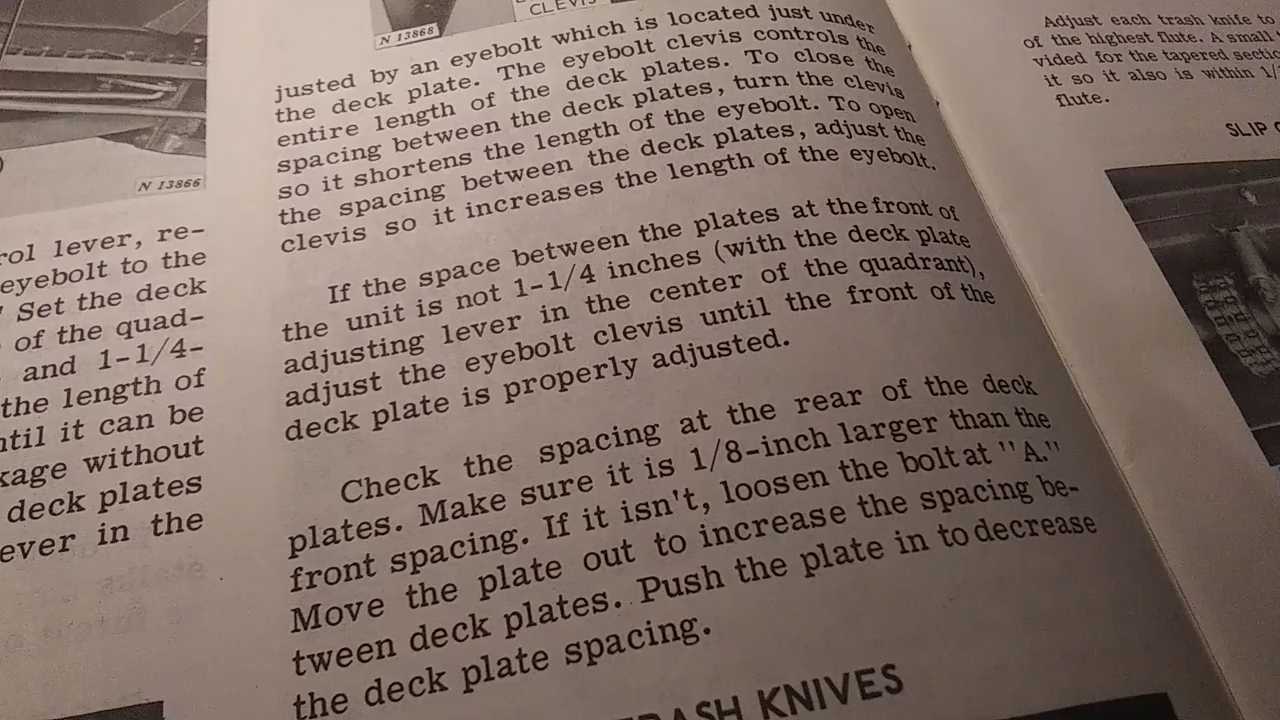 N 13866
rol lever, re-
eyebolt to the
Set the deck
of the quad-
and 1-1/4-
the length of
til it can be
kage without
deck plates
ever in the
N 13868
CLEVIS
justed by an eyebolt which is located just under
the deck plate. The eyebolt clevis controls the
entire length of the deck plates. To close the
spacing between the deck plates, turn the clevis
so it shortens the length of the eyebolt. To open
the spacing between the deck plates, adjust the
clevis so it increases the length of the eyebolt.
If the space between the plates at the front of
the unit is not 1-1/4 inches (with the deck plate
adjusting lever in the center of the quadrant),
adjust the eyebolt clevis until the front of the
deck plate is properly adjusted.
Check the spacing at the rear of the deck
plates. Make sure it is 1/8-inch larger than the
front spacing. If it isn't, loosen the bolt at "A."
Move the plate out to increase the spacing be-
tween deck plates. Push the plate in to decrease
the deck plate spacing.
RASH KNIVES
Adjust each trash knife to
of the highest flute. A small
vided for the tapered sectio
it so it also is within 1/
flute.
SLIP